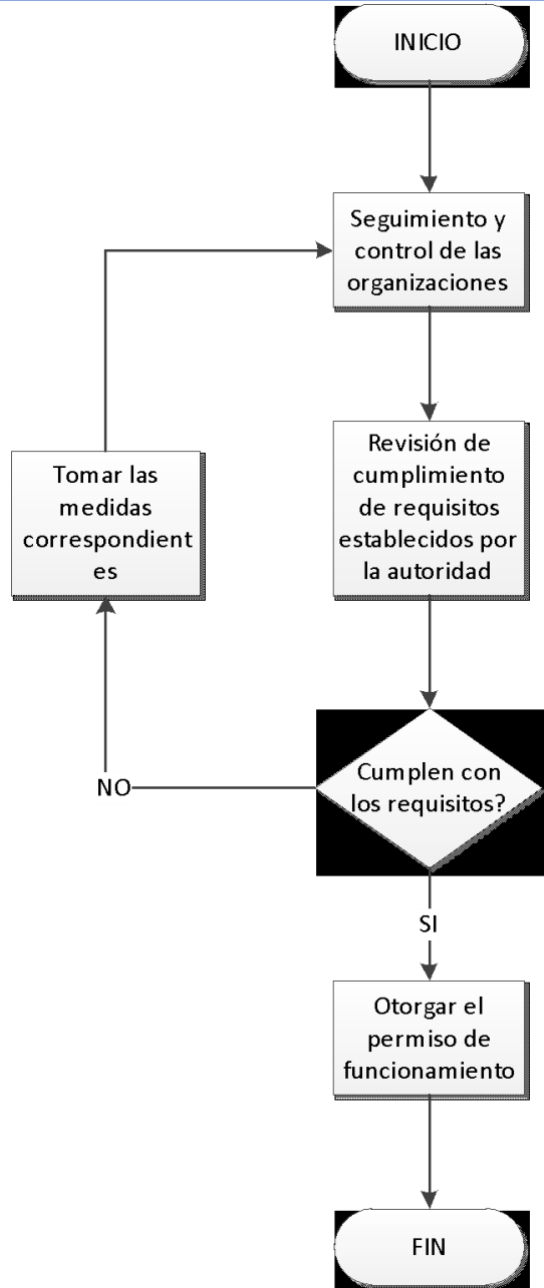 INICIO
Seguimiento y
control de las
organizaciones
Revisión de
cumplimiento
de requisitos
establecidos por
la autoridad
Tomar las
medidas
correspondient
es
Cumplen con
los requisitos?
NO
SI
Otorgar el
permiso de
funcionamiento
FIN